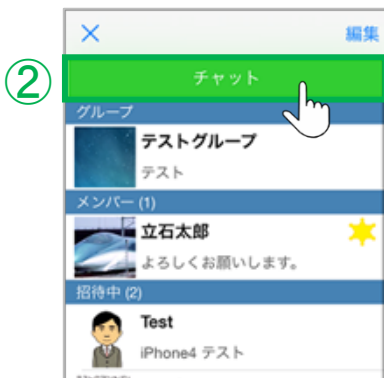 編集
②
チャット
グループ
テストグループ
テスト
メンバー (1)
立石太郎
よろしくお願いします。
招待中 (2)
Test
iPhone4 テスト